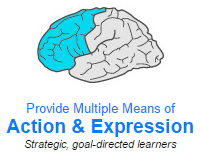 Provide Multiple Means of
Action & Expression
Strategic, goal-directed learners